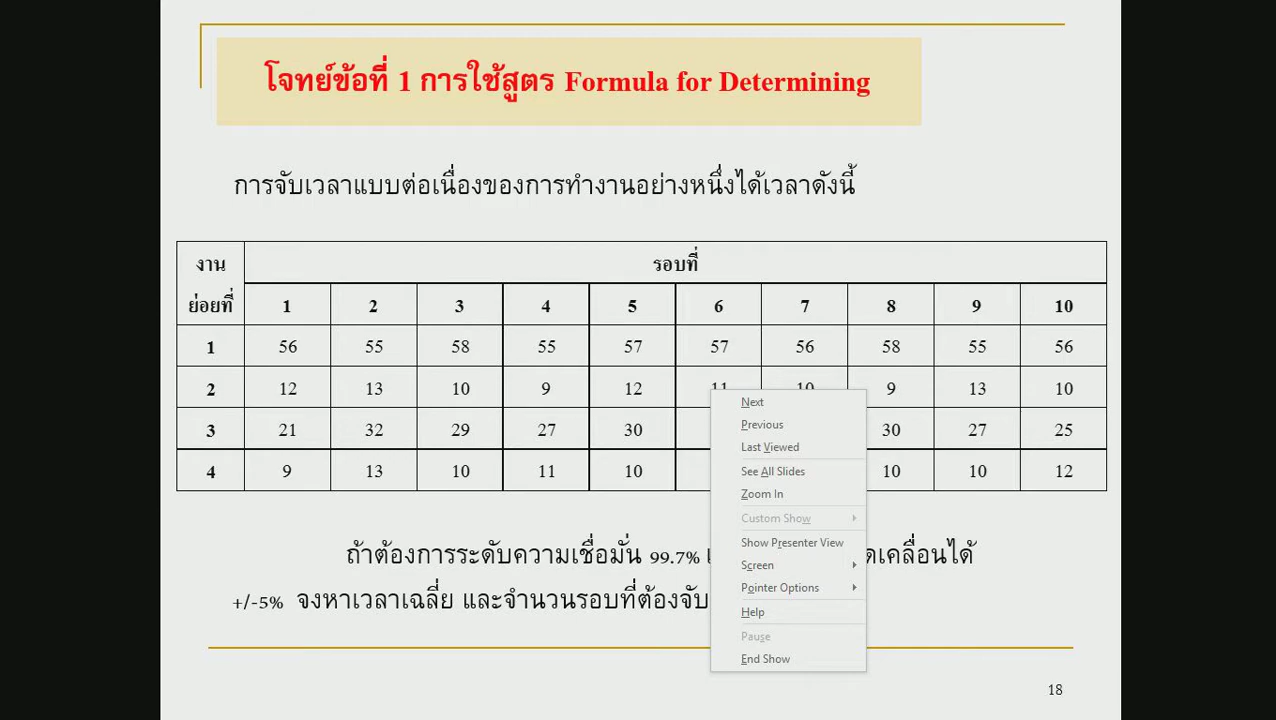 โจทย์ข้อที่ 1 การใช้สูตร Formula for Determining
การจับเวลาแบบต่อเนื่องของการทำงานอย่างหนึ่งได้เวลาดังนี้
งาน รอบที่
ย่อยที่ 1 2 3 4 5 6 7 8 9 10
1 56 55 58 55 57 57 56 58 55 56
2 12 13 10 9 12 11 10 9 13 10
3 21 32 29 27 30 30 27 25
4 9 13 10 11 10 10 10 12
Next
Previous
Last Viewed
See All Slides
Zoom In
Custom Show
Show Presenter View
Screen
Pointer Options
Help
Pause
End Show
ถ้าต้องการระดับความเชื่อมั่น 99.7% ดเคลื่อนได้
+/-5% จงหาเวลาเฉลี่ย และจำนวนรอบที่ต้องจับ
18